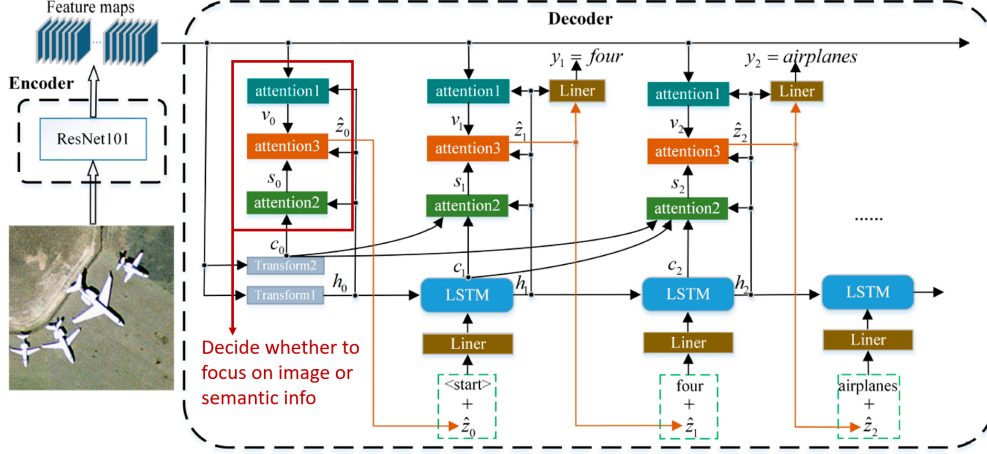 Feature maps
...
Encoder
ResNet101
Decoder
y₁ = four
y₂ = airplanes
attention1
attention1
Liner
attention1
Liner
v₀
ẑ₀
v₁
ẑ₁
v₂
ẑ₂
attention3
attention3
attention3
s₀
s₁
s₂
attention2
attention2
attention2
......
c₀
c₁
c₂
Transform2
Transform1
h₀
LSTM
h₁
LSTM
h₂
LSTM
Decide whether to
focus on image or
semantic info
Liner
Liner
Liner
<start>
+
ẑ₀
four
+
ẑ₁
airplanes
+
ẑ₂